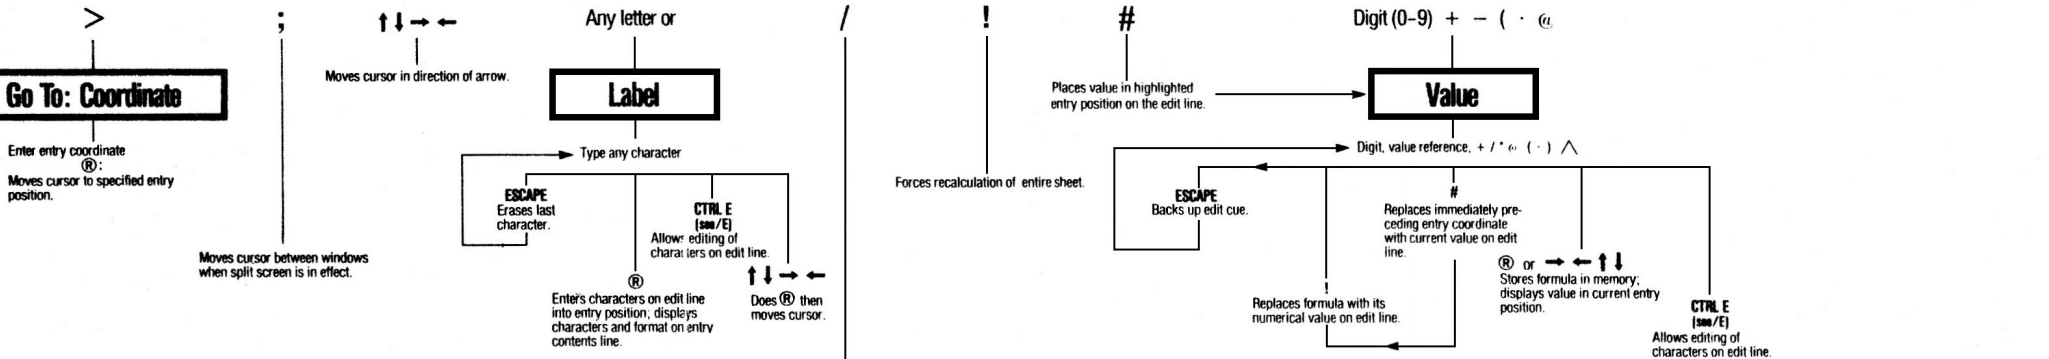 >
Go To: Coordinate
Enter entry coordinate
®:
Moves cursor to specified entry
position.
;
Moves cursor between windows
when split screen is in effect.
↑ ↓ → ←
Moves cursor in direction of arrow.
Any letter or
Label
Type any character
ESCAPE
Erases last
character.
®
Enters characters on edit line
into entry position; displays
characters and format on entry
contents line.
CTRL E
(see/E)
Allows editing of
characters on edit line.
↑ ↓ → ←
Does ® then
moves cursor.
/
!
Forces recalculation of entire sheet.
#
Places value in highlighted
entry position on the edit line.
Digit (0-9) + - ( . @
Value
Digit, value reference, + / * @ ( . ) ^
ESCAPE
Backs up edit cue.
!
Replaces formula with its
numerical value on edit line.
#
Replaces immediately pre-
ceding entry coordinate
with current value on edit
line.
® or → ← ↑ ↓
Stores formula in memory;
displays value in current entry
position.
CTRL E
(see/E)
Allows editing of
characters on edit line.